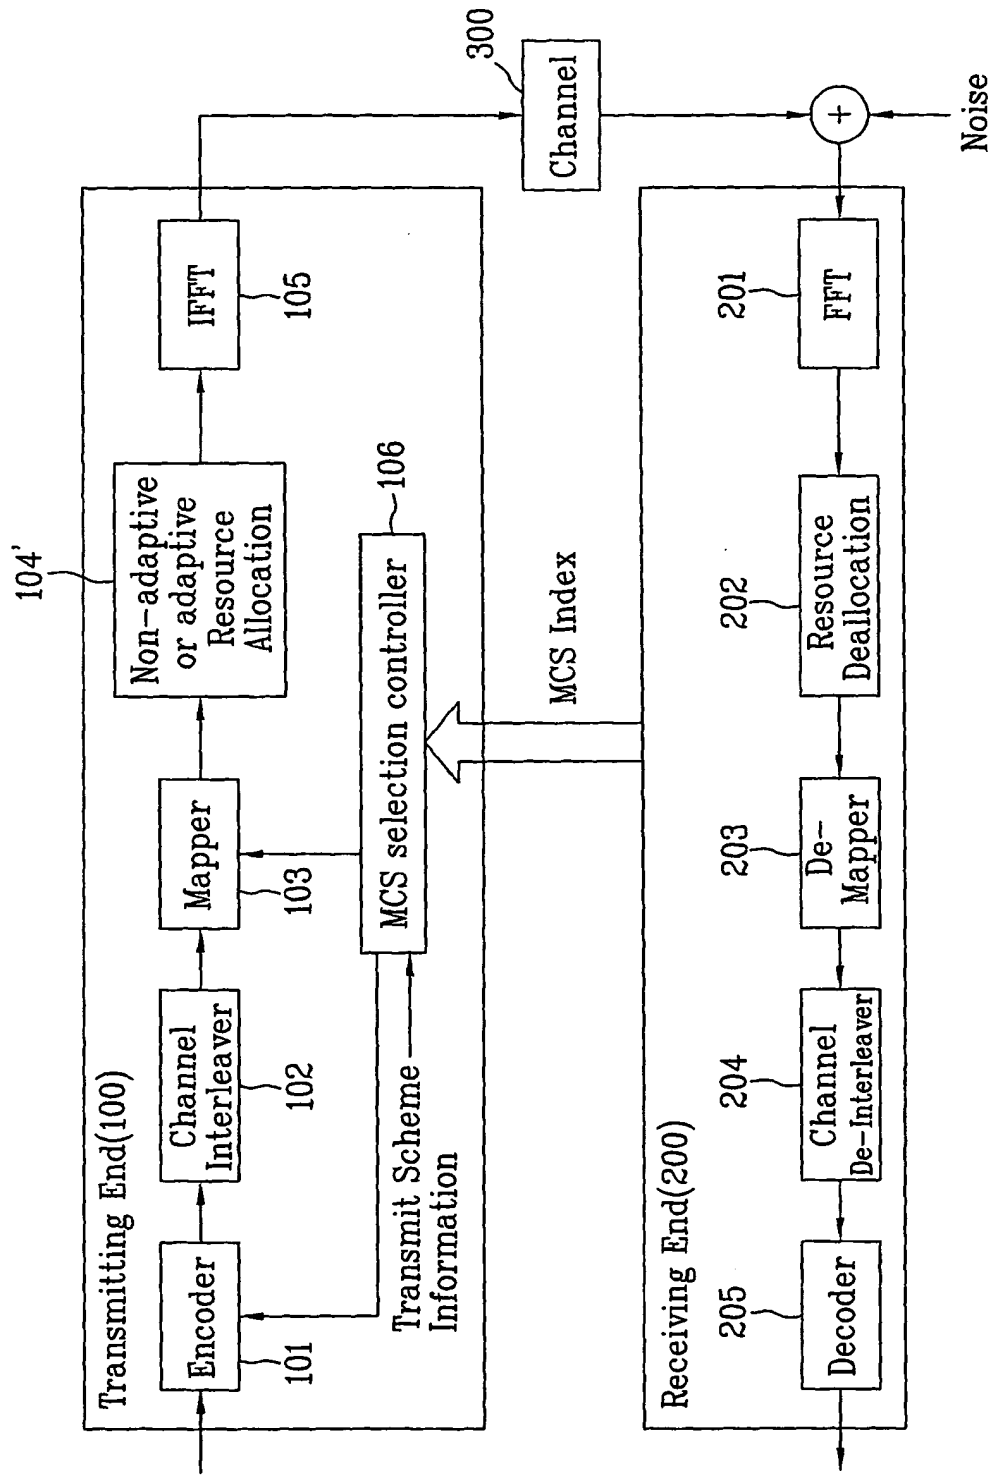 Transmitting End(100)
Encoder
101
Channel
Interleaver
102
Mapper
103
104'
Non-adaptive
or adaptive
Resource
Allocation
IFFT
105
MCS selection controller
106
Transmit Scheme
Information
300
Channel
+
Noise
MCS Index
Receiving End(200)
201
FFT
202
Resource
Deallocation
203
De-
Mapper
204
Channel
De-Interleaver
205
Decoder